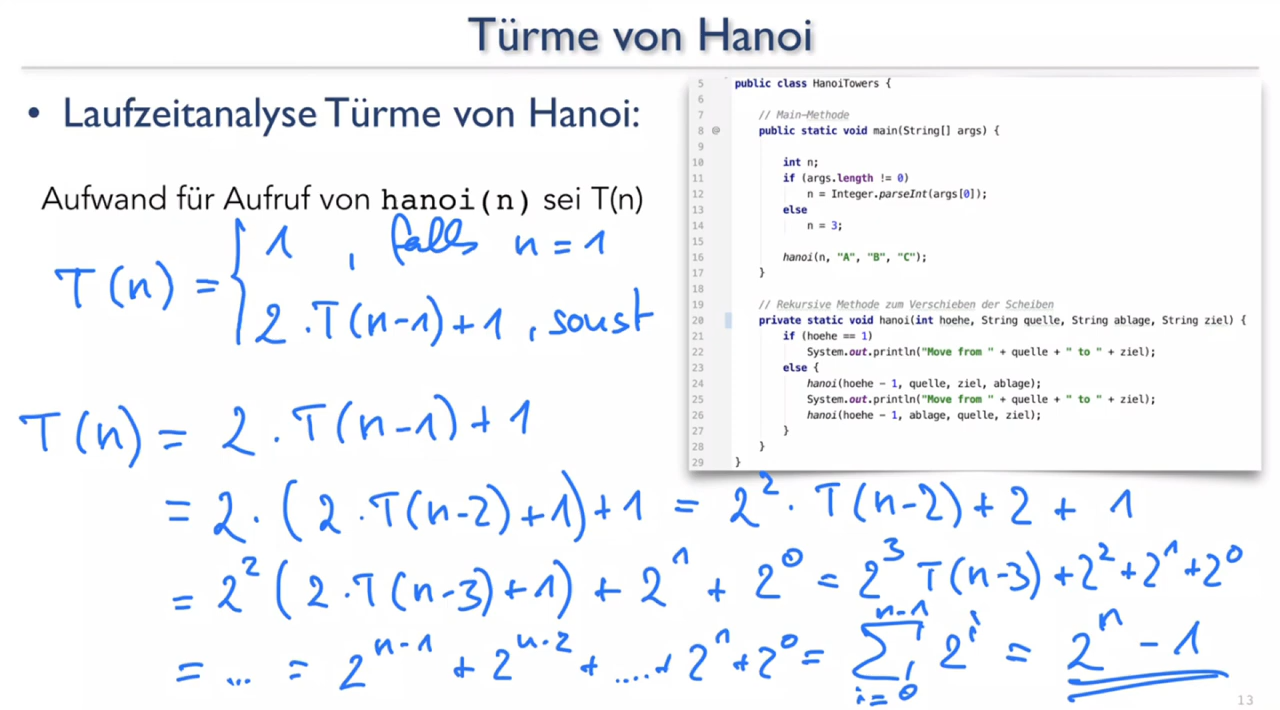 Türme von Hanoi
• Laufzeitanalyse Türme von Hanoi:
Aufwand für Aufruf von hanoi(n) sei T(n)
T(n) = { 1 , falls n = 1
2 · T(n-1) + 1 , sonst
T(n) = 2 · T(n-1) + 1
= 2 · (2 · T(n-2) + 1) + 1 = 2² · T(n-2) + 2 + 1
= 2² (2 · T(n-3) + 1) + 2¹ + 2⁰ = 2³ T(n-3) + 2² + 2¹ + 2⁰
= ... = 2ⁿ⁻¹ + 2ⁿ⁻² + .... + 2¹ + 2⁰ = ∑ i=0 n-1 2ⁱ = 2ⁿ - 1
5 public class HanoiTowers {
6
7 // Main-Methode
8 @ public static void main(String[] args) {
9
10 int n;
11 if (args.length != 0)
12 n = Integer.parseInt(args[0]);
13 else
14 n = 3;
15
16 hanoi(n, "A", "B", "C");
17 }
18
19 // Rekursive Methode zum Verschieben der Scheiben
20 private static void hanoi(int hoehe, String quelle, String ablage, String ziel) {
21 if (hoehe == 1)
22 System.out.println("Move from " + quelle + " to " + ziel);
23 else {
24 hanoi(hoehe - 1, quelle, ziel, ablage);
25 System.out.println("Move from " + quelle + " to " + ziel);
26 hanoi(hoehe - 1, ablage, quelle, ziel);
27 }
28 }
29 }
13